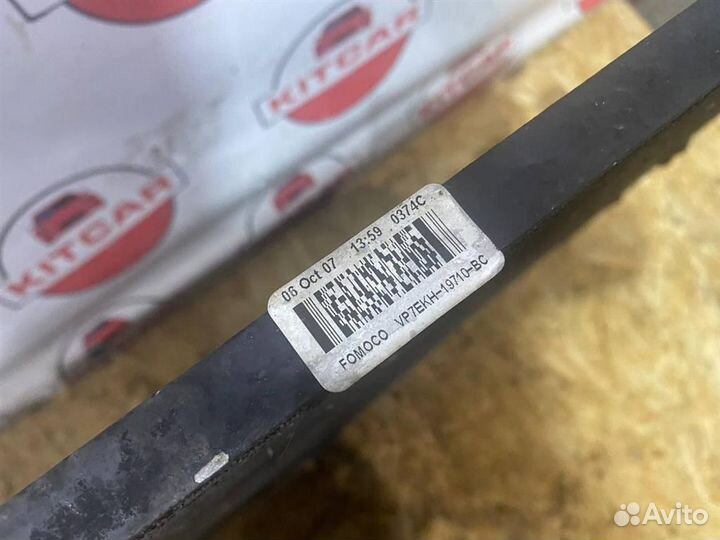 KITCAR
KITCAR
KITCAR
06 Oct 07 13:59 0374C
FOMOCO VP7EKH-19710-BC
Avito